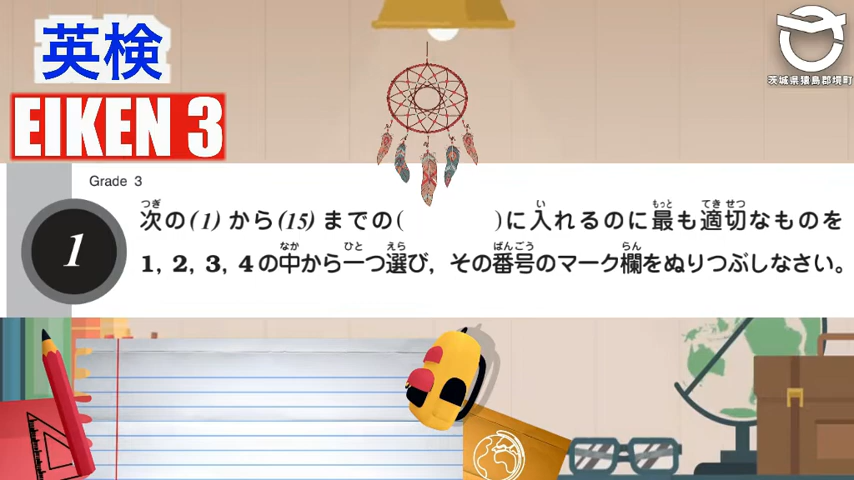 英検
EIKEN 3
茨城県猿島郡境町
Grade 3
1
次の(1)から(15)までの( )に入れるのに最も適切なものを
1, 2, 3, 4の中から一つ選び, その番号のマーク欄をぬりつぶしなさい。